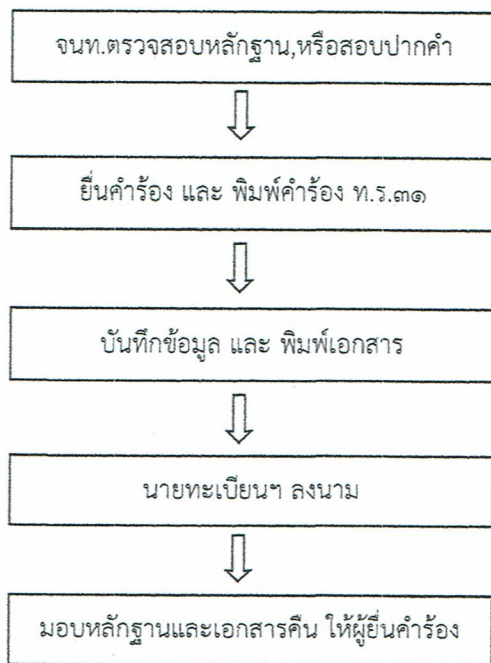 จนท.ตรวจสอบหลักฐาน,หรือสอบปากคำ
ยื่นคำร้อง และ พิมพ์คำร้อง ท.ร.๓๑
บันทึกข้อมูล และ พิมพ์เอกสาร
นายทะเบียนฯ ลงนาม
มอบหลักฐานและเอกสารคืน ให้ผู้ยื่นคำร้อง